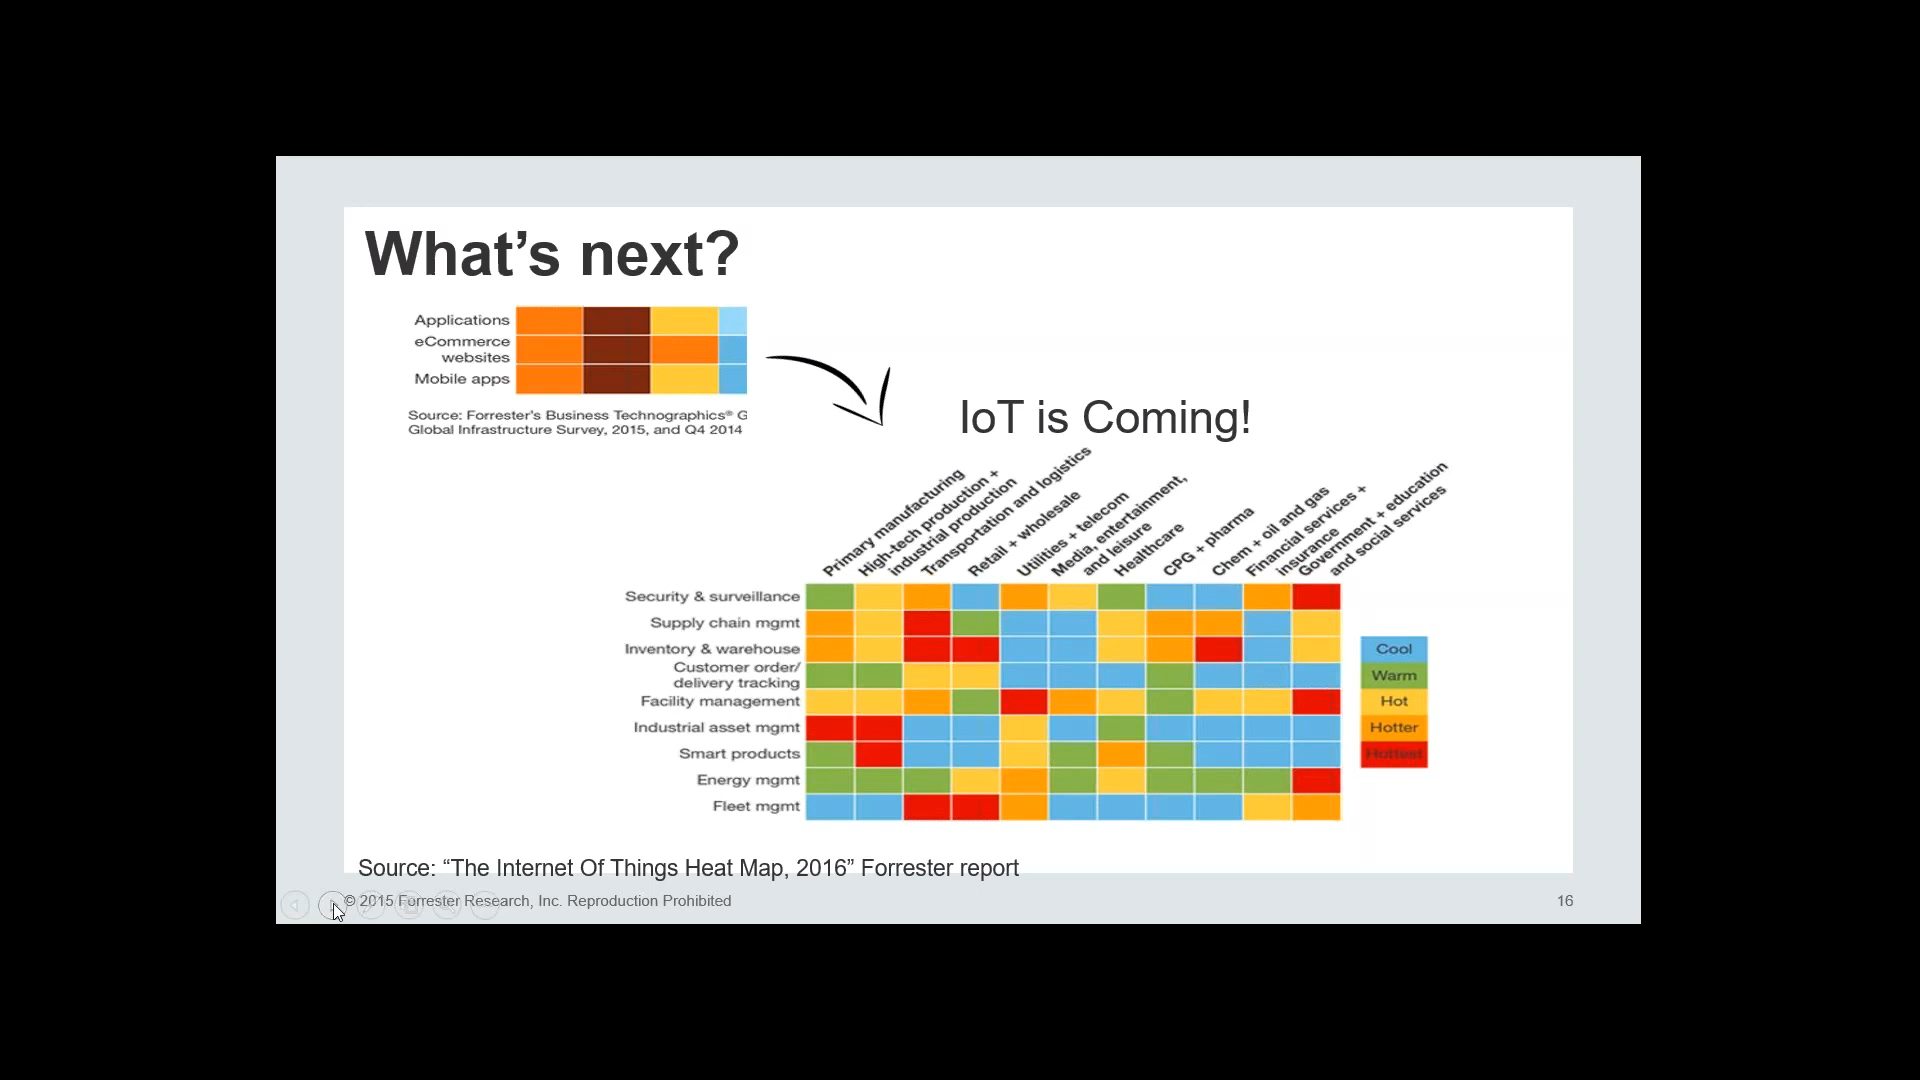 What’s next?
Applications
eCommerce
websites
Mobile apps
Source: Forrester's Business Technographics® G
Global Infrastructure Survey, 2015, and Q4 2014
IoT is Coming!
Primary manufacturing
High-tech production +
industrial production
Transportation and logistics
Retail + wholesale
Utilities + telecom
Media, entertainment,
and leisure
Healthcare
CPG + pharma
Chem + oil and gas
Financial services +
insurance
Government + education
and social services
Security & surveillance
Supply chain mgmt
Inventory & warehouse
Customer order/
delivery tracking
Facility management
Industrial asset mgmt
Smart products
Energy mgmt
Fleet mgmt
Cool
Warm
Hot
Hotter
Hottest
Source: “The Internet Of Things Heat Map, 2016” Forrester report
© 2015 Forrester Research, Inc. Reproduction Prohibited
16